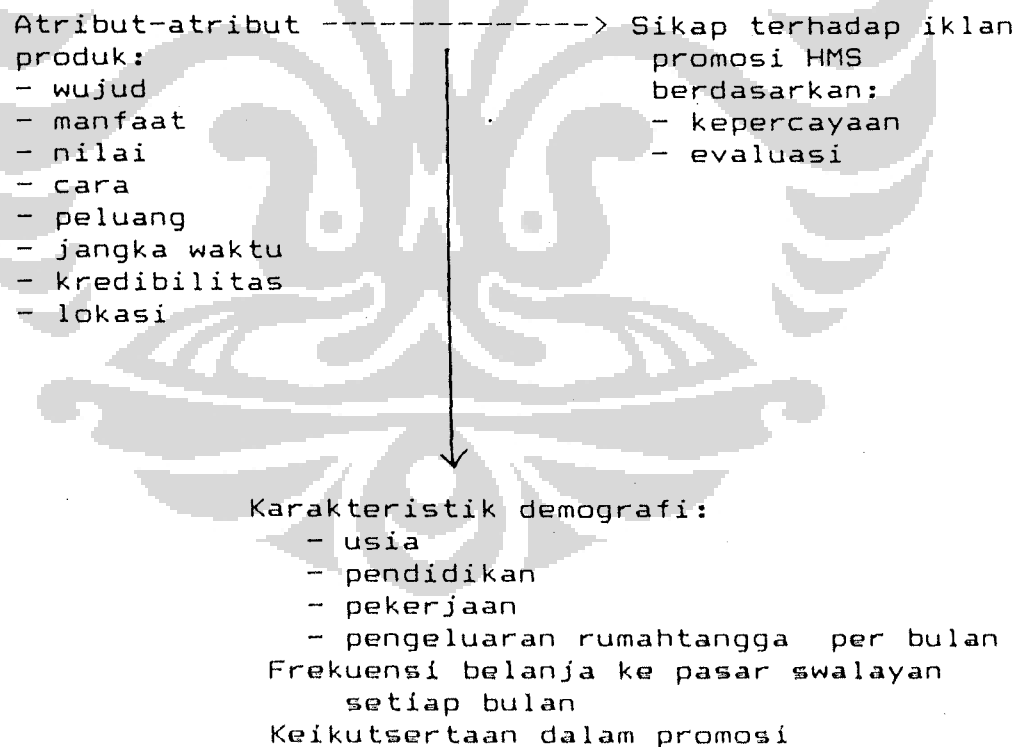 Atribut-atribut --------------> Sikap terhadap iklan
produk: promosi HMS
- wujud berdasarkan:
- manfaat - kepercayaan
- nilai - evaluasi
- cara
- peluang
- jangka waktu
- kredibilitas
- lokasi
Karakteristik demografi:
- usia
- pendidikan
- pekerjaan
- pengeluaran rumahtangga per bulan
Frekuensi belanja ke pasar swalayan
setiap bulan
Keikutsertaan dalam promosi